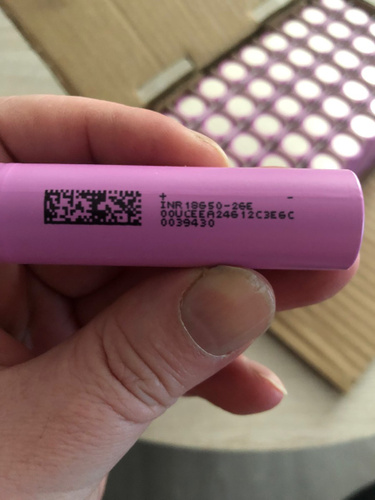 + -
INR18650-26E
00UCEEA24612C3E6C
0039430